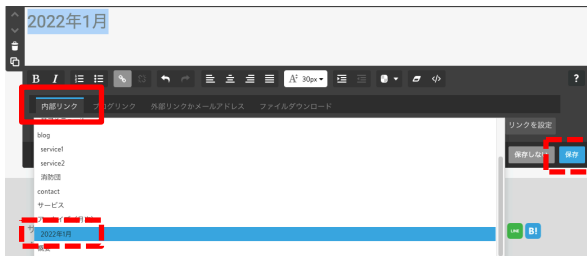 2022年1月
B I A 30px ?
内部リンク ブログリンク 外部リンクかメールアドレス ファイルダウンロード
リンクを設定
blog
service1
service2
消防団
保存しない 保存
contact
サービス
2022年1月
概要
LINE B!